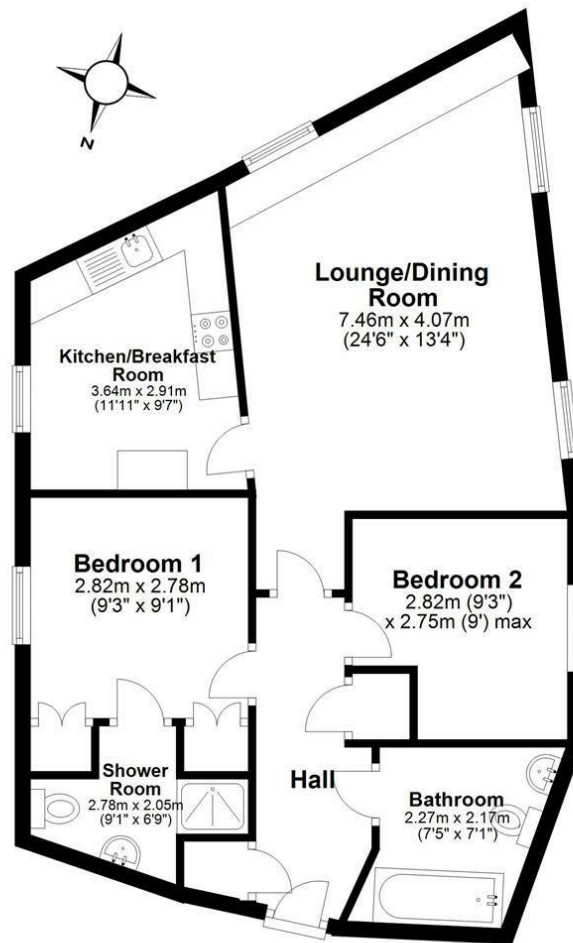 N
Lounge/Dining
Room
7.46m x 4.07m
(24'6" x 13'4")
Kitchen/Breakfast
Room
3.64m x 2.91m
(11'11" x 9'7")
Bedroom 1
2.82m x 2.78m
(9'3" x 9'1")
Bedroom 2
2.82m (9'3")
x 2.75m (9') max
Shower
Room
2.78m x 2.05m
(9'1" x 6'9")
Hall
Bathroom
2.27m x 2.17m
(7'5" x 7'1")